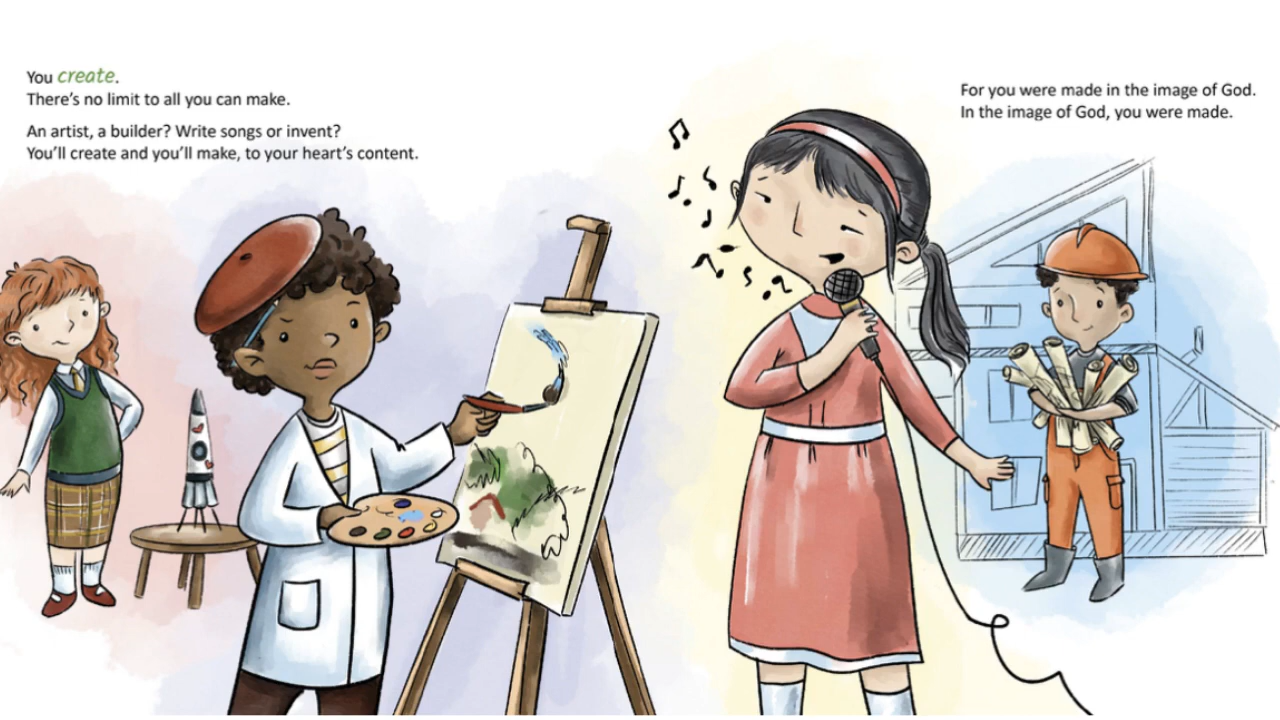 You create.
There's no limit to all you can make.
An artist, a builder? Write songs or invent?
You'll create and you'll make, to your heart's content.
For you were made in the image of God.
In the image of God, you were made.